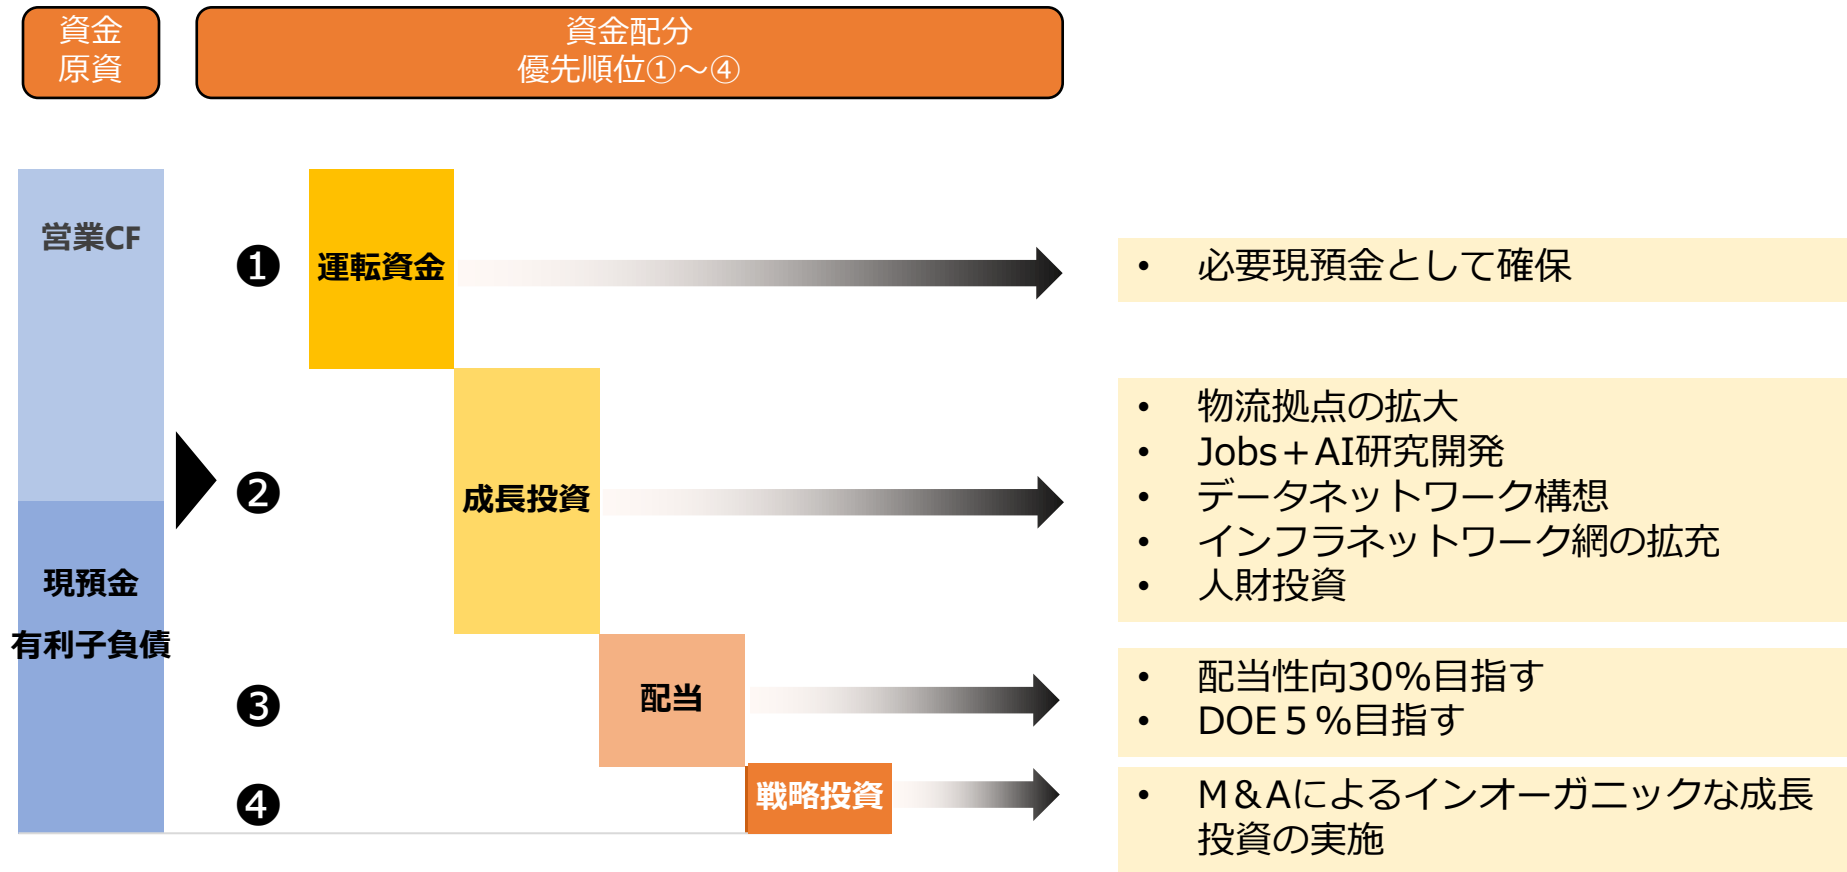 資金
原資
資金配分
優先順位①～④
営業CF
現預金
有利子負債
❶
運転資金
• 必要現預金として確保
❷
成長投資
• 物流拠点の拡大
• Jobs＋AI研究開発
• データネットワーク構想
• インフラネットワーク網の拡充
• 人財投資
❸
配当
• 配当性向30%目指す
• DOE５%目指す
❹
戦略投資
• M＆Aによるインオーガニックな成長
投資の実施